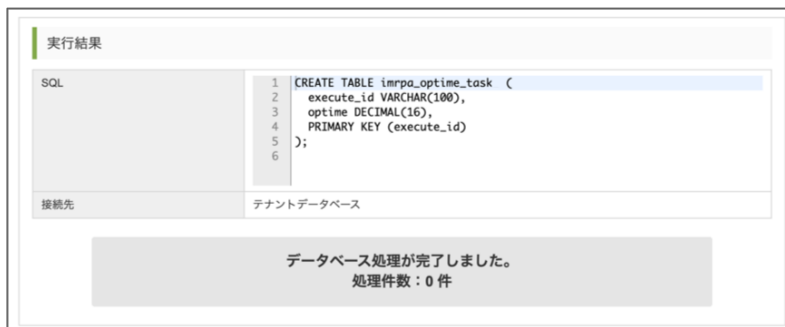 実行結果
SQL
1 CREATE TABLE imrpa_optime_task  (
2   execute_id VARCHAR(100),
3   optime DECIMAL(16),
4   PRIMARY KEY (execute_id)
5 );
6
接続先 テナントデータベース
データベース処理が完了しました。
処理件数：0 件